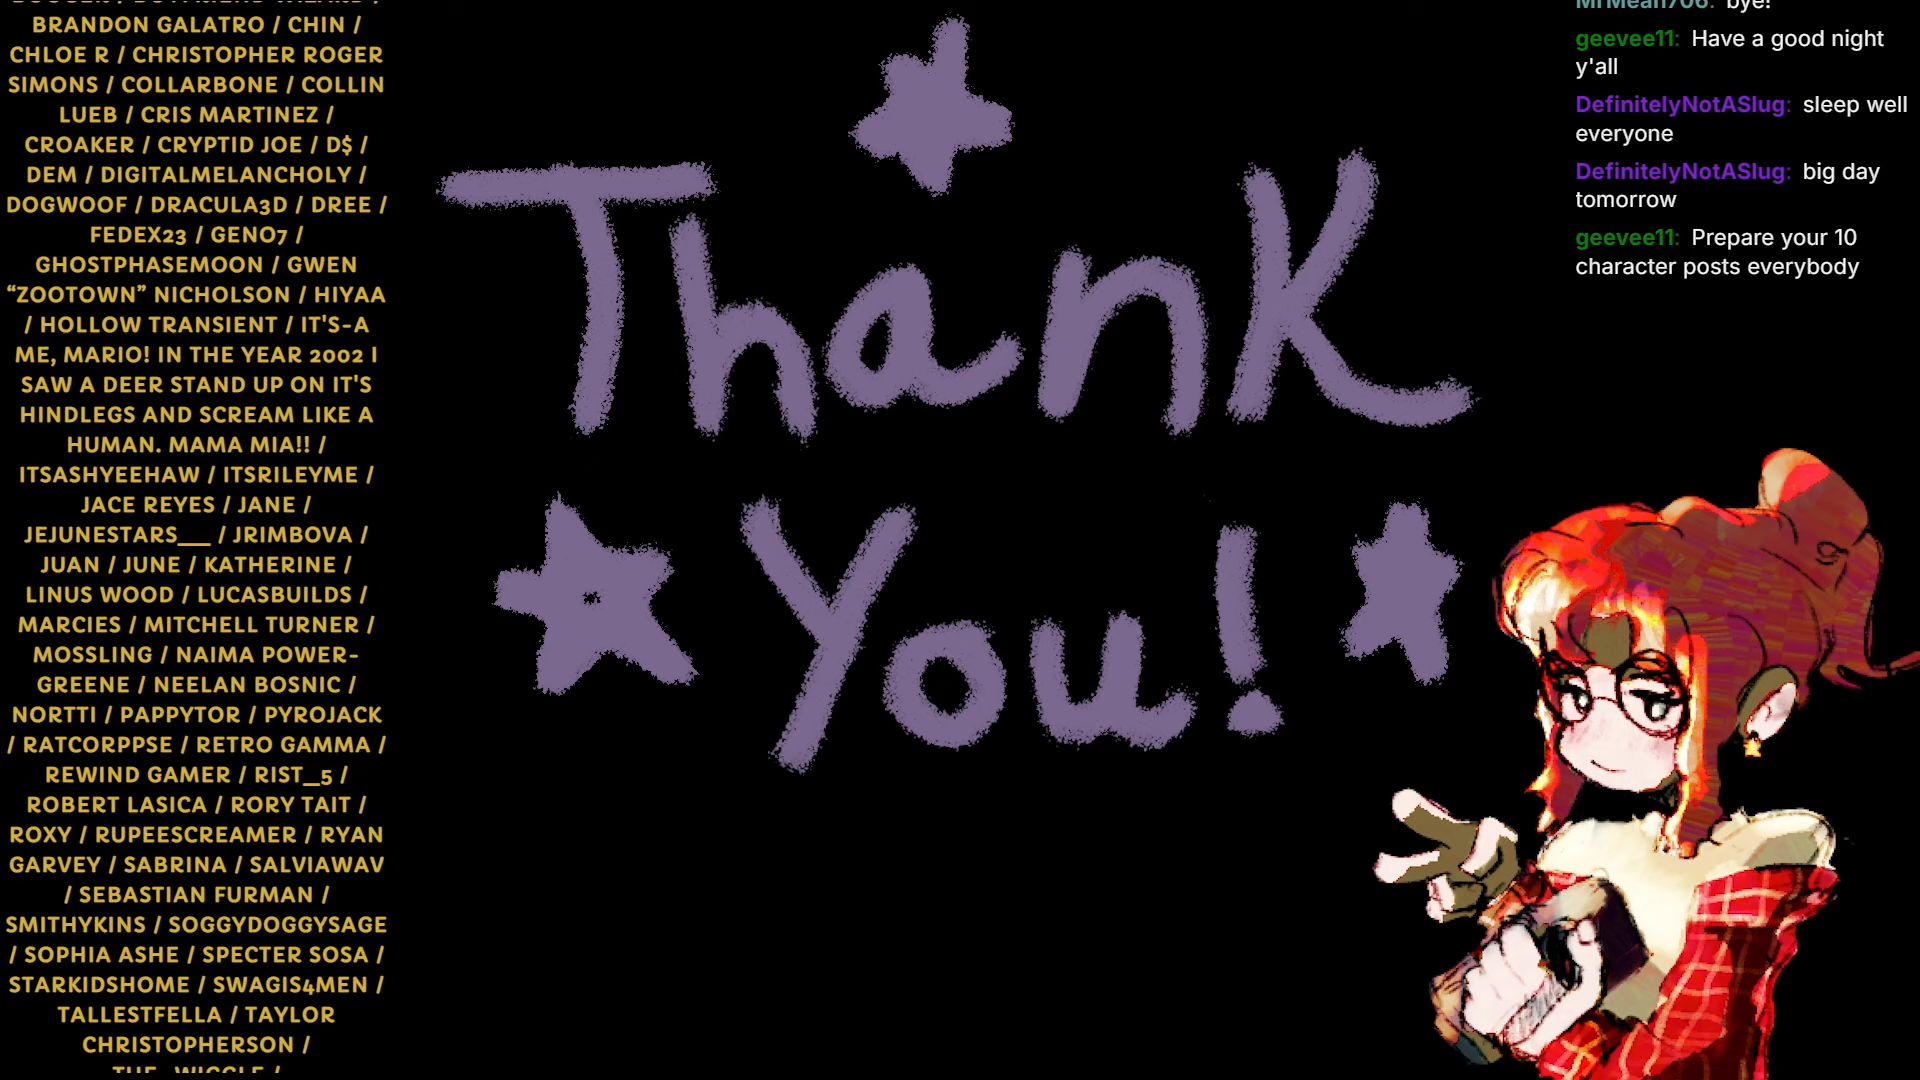 BRANDON GALATRO / CHIN /
CHLOE R / CHRISTOPHER ROGER
SIMONS / COLLARBONE / COLLIN
LUEB / CRIS MARTINEZ /
CROAKER / CRYPTID JOE / D$ /
DEM / DIGITALMELANCHOLY /
DOGWOOF / DRACULA3D / DREE /
FEDEX23 / GENO7 /
GHOSTPHASEMOON / GWEN
“ZOOTOWN” NICHOLSON / HIYAA
/ HOLLOW TRANSIENT / IT'S-A
ME, MARIO! IN THE YEAR 2002 I
SAW A DEER STAND UP ON IT'S
HINDLEGS AND SCREAM LIKE A
HUMAN. MAMA MIA!! /
ITSASHYEEHAW / ITSRILEYME /
JACE REYES / JANE /
JEJUNESTARS__ / JRIMBOVA /
JUAN / JUNE / KATHERINE /
LINUS WOOD / LUCASBUILDS /
MARCIES / MITCHELL TURNER /
MOSSLING / NAIMA POWER-
GREENE / NEELAN BOSNIC /
NORTTI / PAPPYTOR / PYROJACK
/ RATCORPPSE / RETRO GAMMA /
REWIND GAMER / RIST_5 /
ROBERT LASICA / RORY TAIT /
ROXY / RUPEESCREAMER / RYAN
GARVEY / SABRINA / SALVIAWAV
/ SEBASTIAN FURMAN /
SMITHYKINS / SOGGYDOGGYSAGE
/ SOPHIA ASHE / SPECTER SOSA /
STARKIDSHOME / SWAGIS4MEN /
TALLESTFELLA / TAYLOR
CHRISTOPHERSON /
Thank
You!
MrMean706: bye!
geevee11: Have a good night
y'all
DefinitelyNotASlug: sleep well
everyone
DefinitelyNotASlug: big day
tomorrow
geevee11: Prepare your 10
character posts everybody